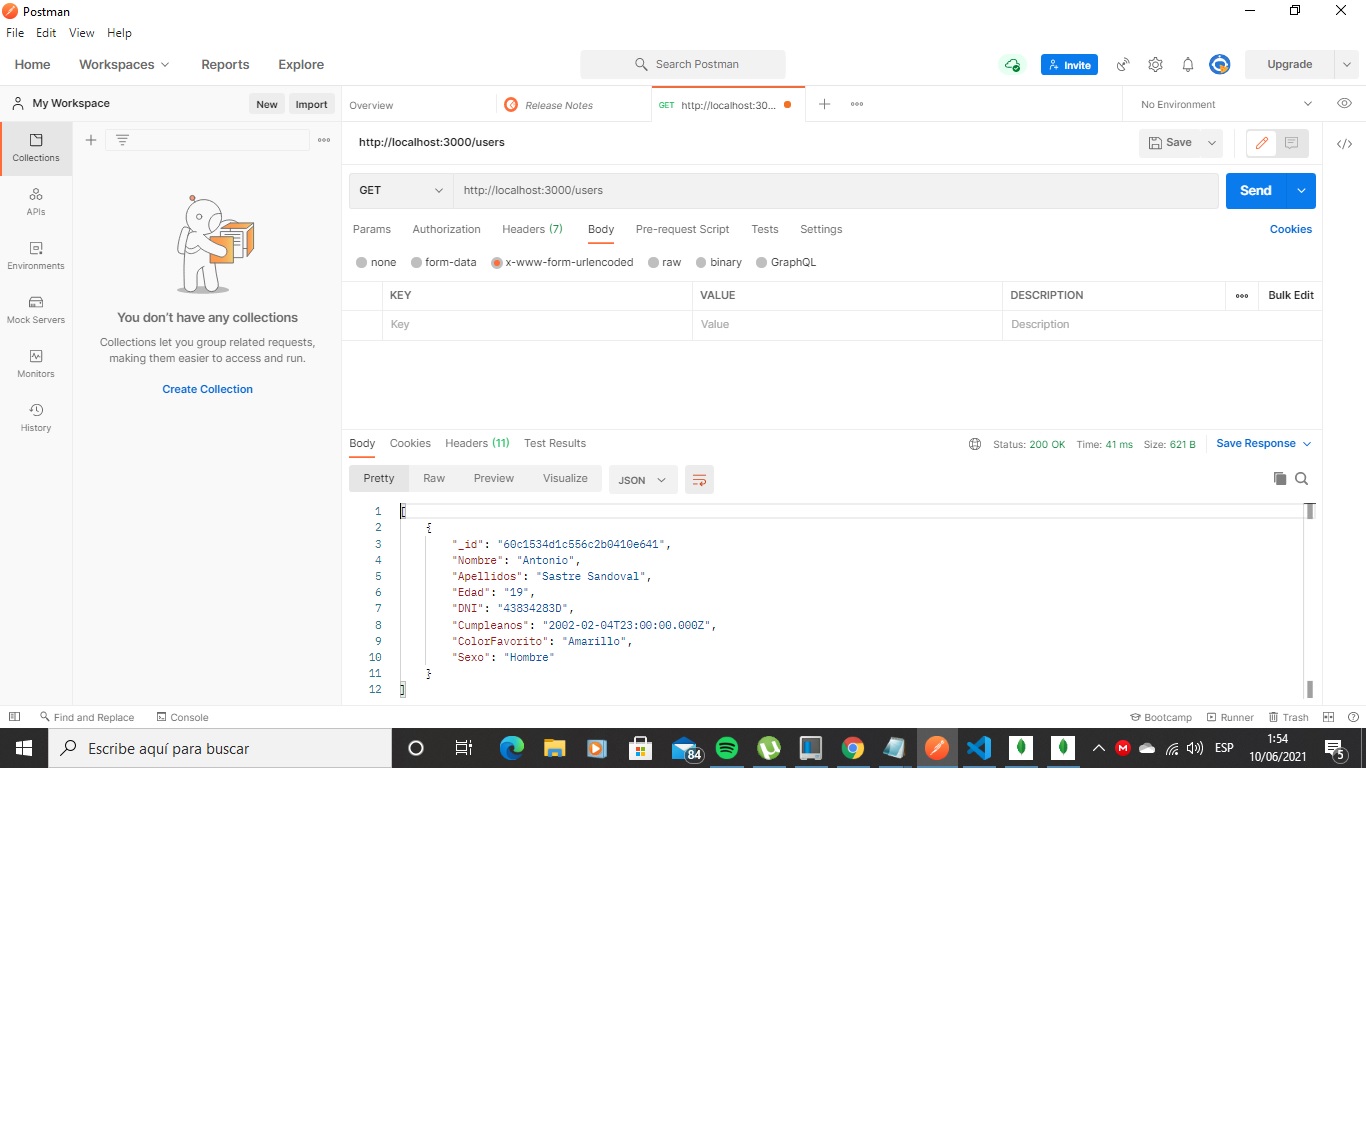 Postman
File Edit View Help
Home Workspaces Reports Explore Search Postman Invite Upgrade
My Workspace New Import Overview Release Notes GET http://localhost:30... No Environment
Collections
http://localhost:3000/users Save
APIs
GET http://localhost:3000/users Send
Environments
Params Authorization Headers (7) Body Pre-request Script Tests Settings Cookies
Mock Servers
none form-data x-www-form-urlencoded raw binary GraphQL
Monitors
KEY VALUE DESCRIPTION Bulk Edit
History
Key Value Description
You don't have any collections
Collections let you group related requests,
making them easier to access and run.
Create Collection
Body Cookies Headers (11) Test Results Status: 200 OK Time: 41 ms Size: 621 B Save Response
Pretty Raw Preview Visualize JSON
1 [
2 {
3 "_id": "60c1534d1c556c2b0410e641",
4 "Nombre": "Antonio",
5 "Apellidos": "Sastre Sandoval",
6 "Edad": "19",
7 "DNI": "43834283D",
8 "Cumpleanos": "2002-02-04T23:00:00.000Z",
9 "ColorFavorito": "Amarillo",
10 "Sexo": "Hombre"
11 }
12 ]
Find and Replace Console Bootcamp Runner Trash
Escribe aquí para buscar 84 ESP 1:54
10/06/2021 5